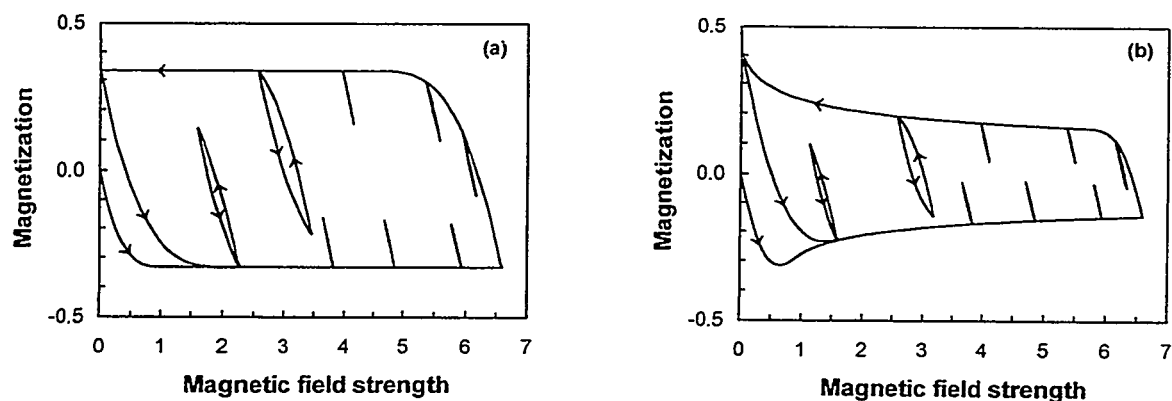 0.5
(a)
Magnetization
0.0
-0.5
0 1 2 3 4 5 6 7
Magnetic field strength
0.5
(b)
Magnetization
0.0
-0.5
0 1 2 3 4 5 6 7
Magnetic field strength